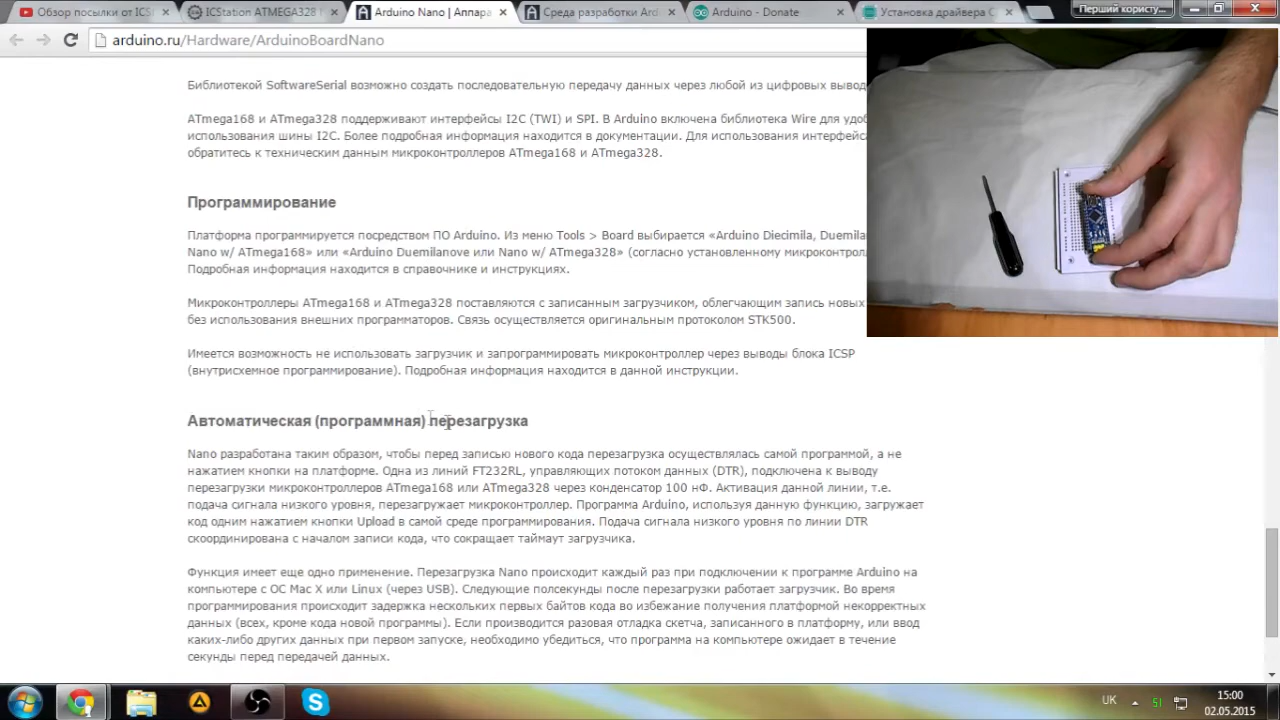 Обзор посылки от ICSt
ICStation ATMEGA328
Arduino Nano | Аппара
Среда разработки Ard
Arduino - Donate
Установка драйвера C
Перший користу...
arduino.ru/Hardware/ArduinoBoardNano
Библиотекой SoftwareSerial возможно создать последовательную передачу данных через любой из цифровых вывод
ATmega168 и ATmega328 поддерживают интерфейсы I2C (TWI) и SPI. В Arduino включена библиотека Wire для удоб
использования шины I2C. Более подробная информация находится в документации. Для использования интерфейса
обратитесь к техническим данным микроконтроллеров ATmega168 и ATmega328.
Программирование
Платформа программируется посредством ПО Arduino. Из меню Tools > Board выбирается «Arduino Diecimila, Duemila
Nano w/ ATmega168» или «Arduino Duemilanove или Nano w/ ATmega328» (согласно установленному микроконтрол
Подробная информация находится в справочнике и инструкциях.
Микроконтроллеры ATmega168 и ATmega328 поставляются с записанным загрузчиком, облегчающим запись новых
без использования внешних программаторов. Связь осуществляется оригинальным протоколом STK500.
Имеется возможность не использовать загрузчик и запрограммировать микроконтроллер через выводы блока ICSP
(внутрисхемное программирование). Подробная информация находится в данной инструкции.
Автоматическая (программная) перезагрузка
Nano разработана таким образом, чтобы перед записью нового кода перезагрузка осуществлялась самой программой, а не
нажатием кнопки на платформе. Одна из линий FT232RL, управляющих потоком данных (DTR), подключена к выводу
перезагрузки микроконтроллеров ATmega168 или ATmega328 через конденсатор 100 нФ. Активация данной линии, т.е.
подача сигнала низкого уровня, перезагружает микроконтроллер. Программа Arduino, используя данную функцию, загружает
код одним нажатием кнопки Upload в самой среде программирования. Подача сигнала низкого уровня по линии DTR
скоординирована с началом записи кода, что сокращает таймаут загрузчика.
Функция имеет еще одно применение. Перезагрузка Nano происходит каждый раз при подключении к программе Arduino на
компьютере с ОС Mac X или Linux (через USB). Следующие полсекунды после перезагрузки работает загрузчик. Во время
программирования происходит задержка нескольких первых байтов кода во избежание получения платформой некорректных
данных (всех, кроме кода новой программы). Если производится разовая отладка скетча, записанного в платформу, или ввод
каких-либо других данных при первом запуске, необходимо убедиться, что программа на компьютере ожидает в течение
секунды перед передачей данных.
UK
51
15:00
02.05.2015